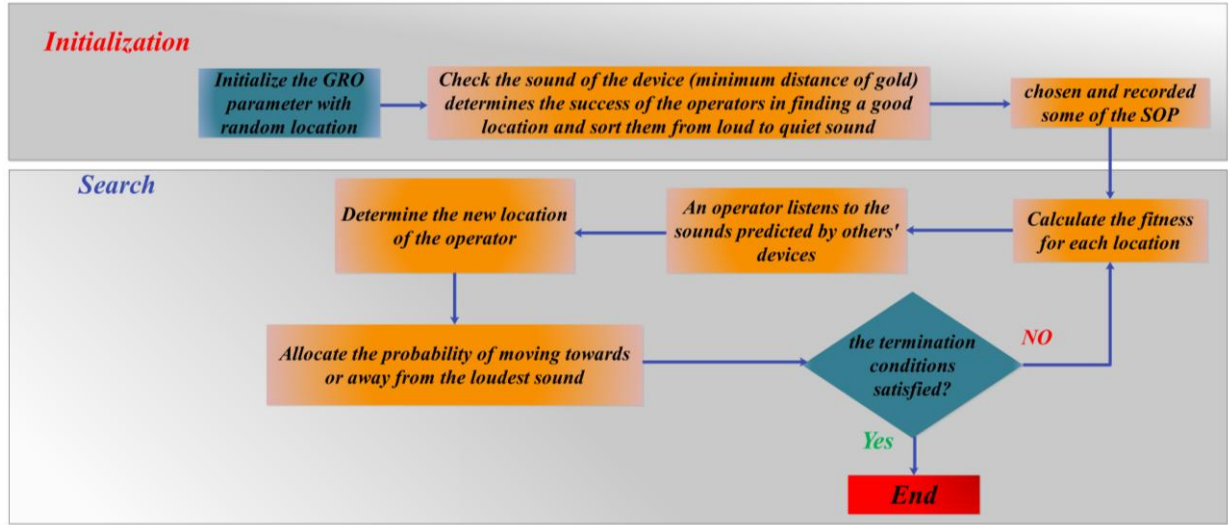 Initialization
Initialize the GRO
parameter with
random location
Check the sound of the device (minimum distance of gold)
determines the success of the operators in finding a good
location and sort them from loud to quiet sound
chosen and recorded
some of the SOP
Search
Determine the new location
of the operator
An operator listens to the
sounds predicted by others'
devices
Calculate the fitness
for each location
Allocate the probability of moving towards
or away from the loudest sound
the termination
conditions
satisfied?
NO
Yes
End